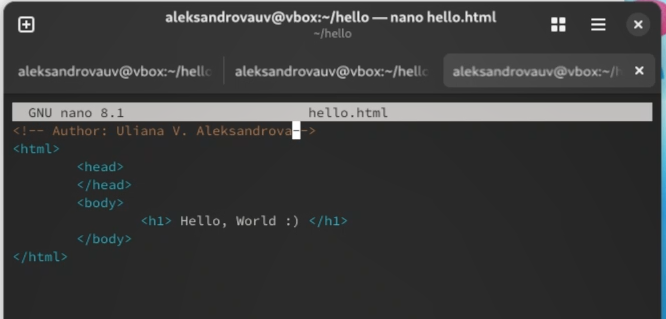 aleksandrovauv@vbox:~/hello — nano hello.html
~/hello
aleksandrovauv@vbox:~/hello aleksandrovauv@vbox:~/hell aleksandrovauv@vbox:~/h
GNU nano 8.1 hello.html
<!-- Author: Uliana V. Aleksandrova-->
<html>
<head>
</head>
<body>
<h1> Hello, World :) </h1>
</body>
</html>